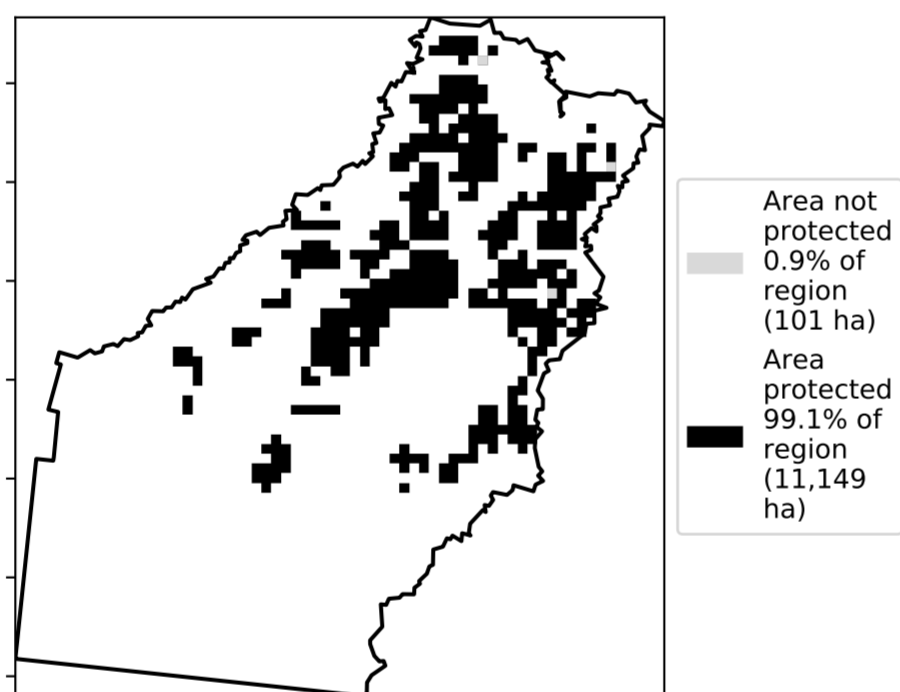 Area not
protected
0.9% of
region
(101 ha)
Area
protected
99.1% of
region
(11,149
ha)